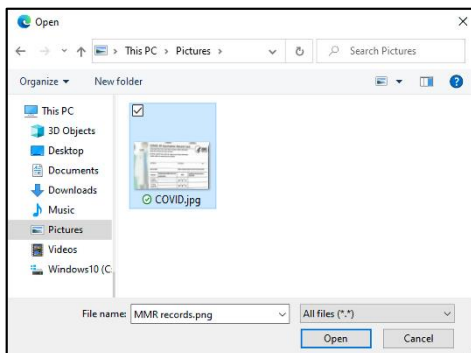 Open
This PC > Pictures >
Search Pictures
Organize
New folder
This PC
3D Objects
Desktop
Documents
Downloads
Music
Pictures
Videos
Windows10 (C:
COVID.jpg
File name: MMR records.png
All files (*.*)
Open
Cancel